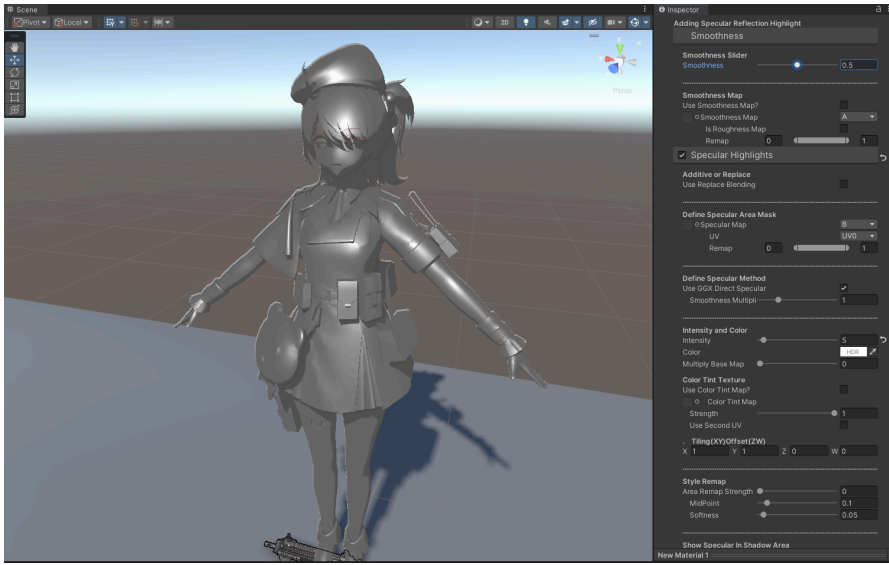 Scene
Inspector
Pivot Local 2D
Adding Specular Reflection Highlight
Smoothness
y
Persp
Smoothness Slider
Smoothness 0.5
Smoothness Map
Use Smoothness Map?
Smoothness Map A
Is Roughness Map
Remap 0 1
Specular Highlights
Additive or Replace
Use Replace Blending
Define Specular Area Mask
Specular Map B
UV UV0
Remap 0 1
Define Specular Method
Use GGX Direct Specular
Smoothness Multipli 1
Intensity and Color
Intensity 5
Color HDR
Multiply Base Map 0
Color Tint Texture
Use Color Tint Map?
Color Tint Map
Strength 1
Use Second UV
. Tiling(XY)Offset(ZW)
X 1 Y 1 Z 0 W 0
Style Remap
Area Remap Strength 0
MidPoint 0.1
Softness 0.05
Show Specular In Shadow Area
New Material 1